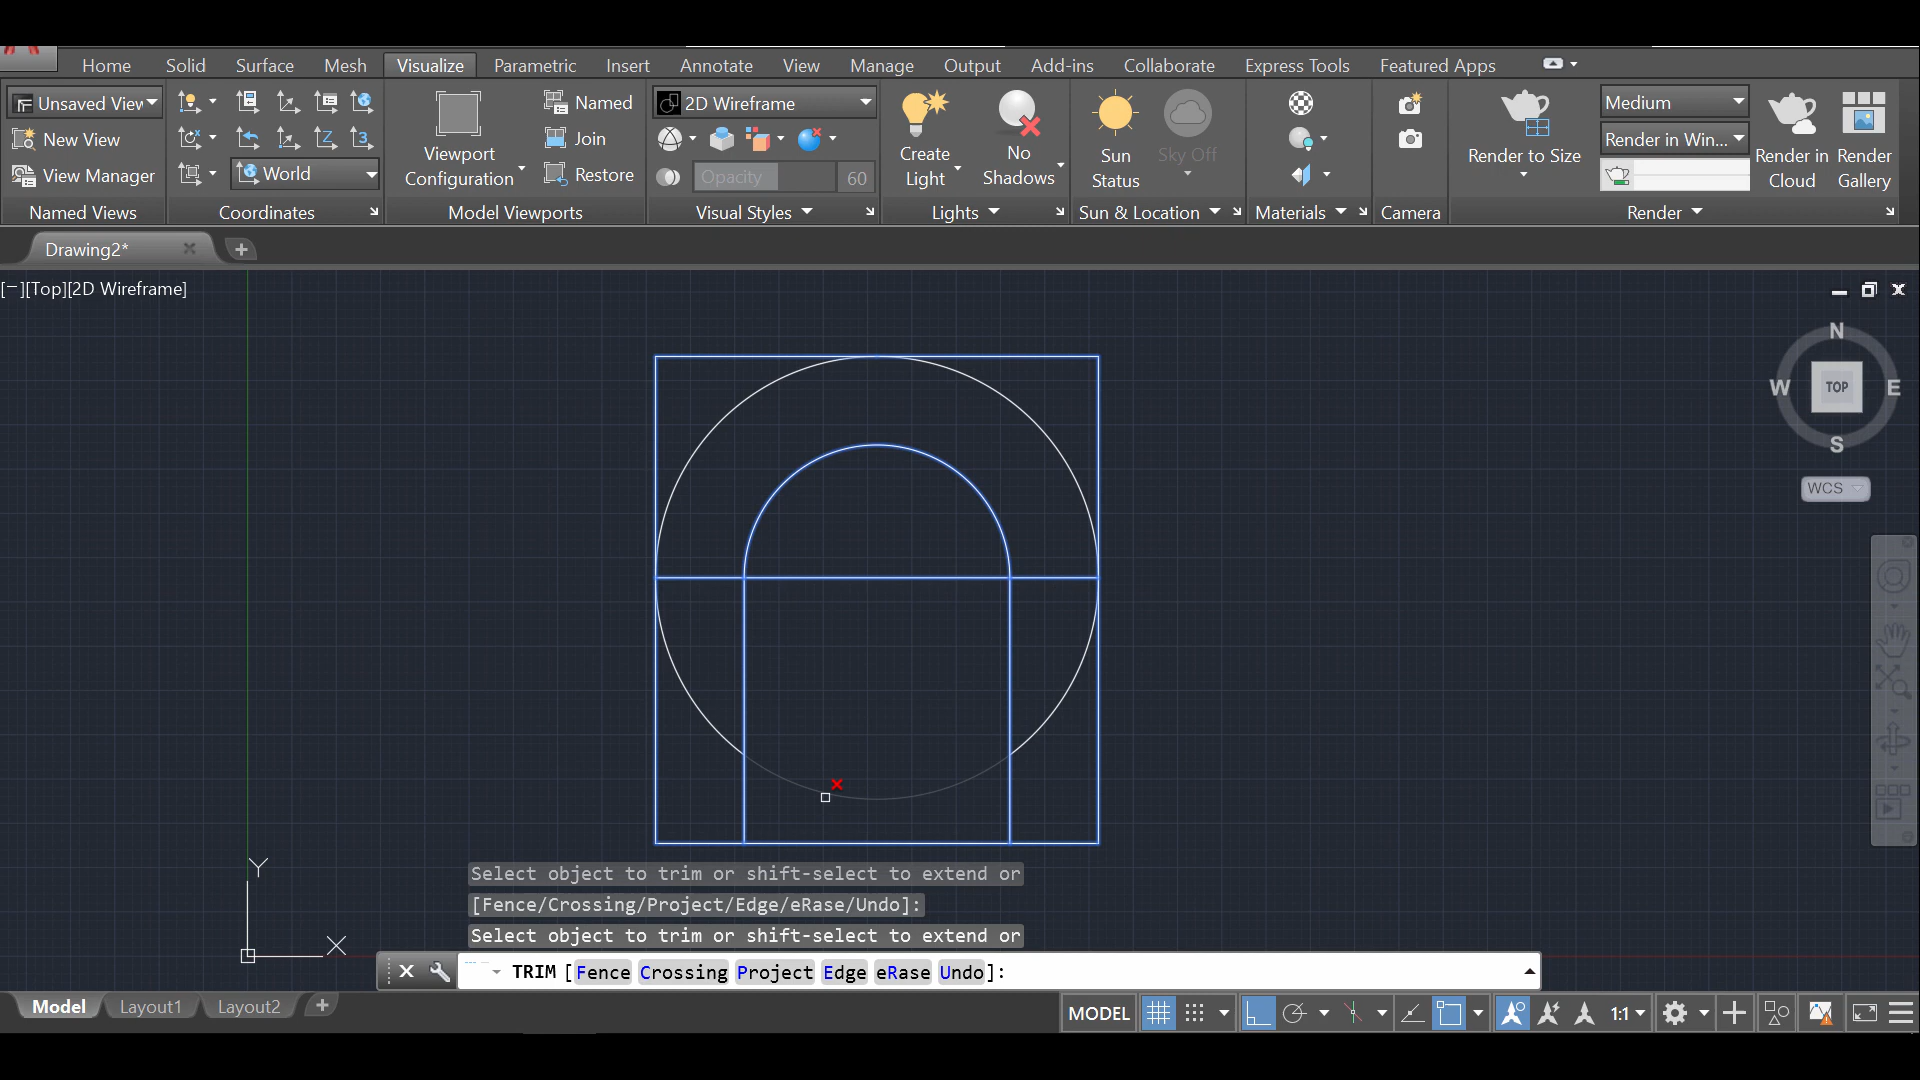 Home Solid Surface Mesh Visualize Parametric Insert Annotate View Manage Output Add-ins Collaborate Express Tools Featured Apps
Unsaved View
New View
View Manager
Named Views
World
Coordinates
Viewport
Configuration
Named
Join
Restore
Model Viewports
2D Wireframe
Opacity 60
Visual Styles
Create
Light
No
Shadows
Lights
Sun
Status
Sky Off
Sun & Location
Materials
Camera
Render to Size
Medium
Render in Win...
Render in
Cloud
Render
Gallery
Render
Drawing2*
[−][Top][2D Wireframe]
N
W TOP E
S
WCS
Y
X
Select object to trim or shift-select to extend or
[Fence/Crossing/Project/Edge/eRase/Undo]:
Select object to trim or shift-select to extend or
TRIM [Fence Crossing Project Edge eRase Undo]:
Model Layout1 Layout2
MODEL 1:1